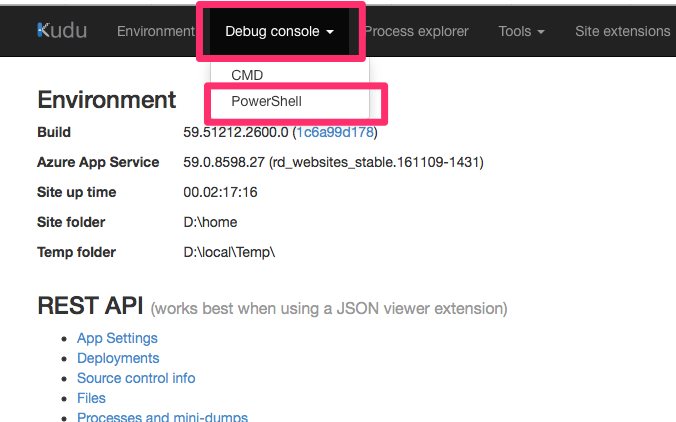 Kudu Environment Debug console Process explorer Tools Site extensions
CMD
PowerShell
Environment
Build 59.51212.2600.0 (1c6a99d178)
Azure App Service 59.0.8598.27 (rd_websites_stable.161109-1431)
Site up time 00.02:17:16
Site folder D:\home
Temp folder D:\local\Temp\
REST API (works best when using a JSON viewer extension)
App Settings
Deployments
Source control info
Files
Processes and mini-dumps